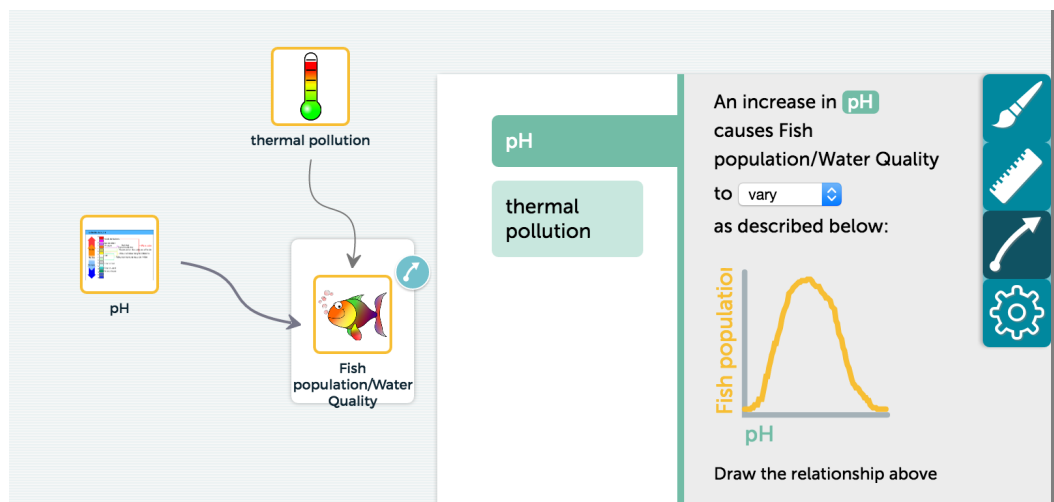 thermal pollution
pH
Fish
population/Water
Quality
pH
thermal
pollution
An increase in pH
causes Fish
population/Water Quality
to vary
as described below:
Fish population
pH
Draw the relationship above